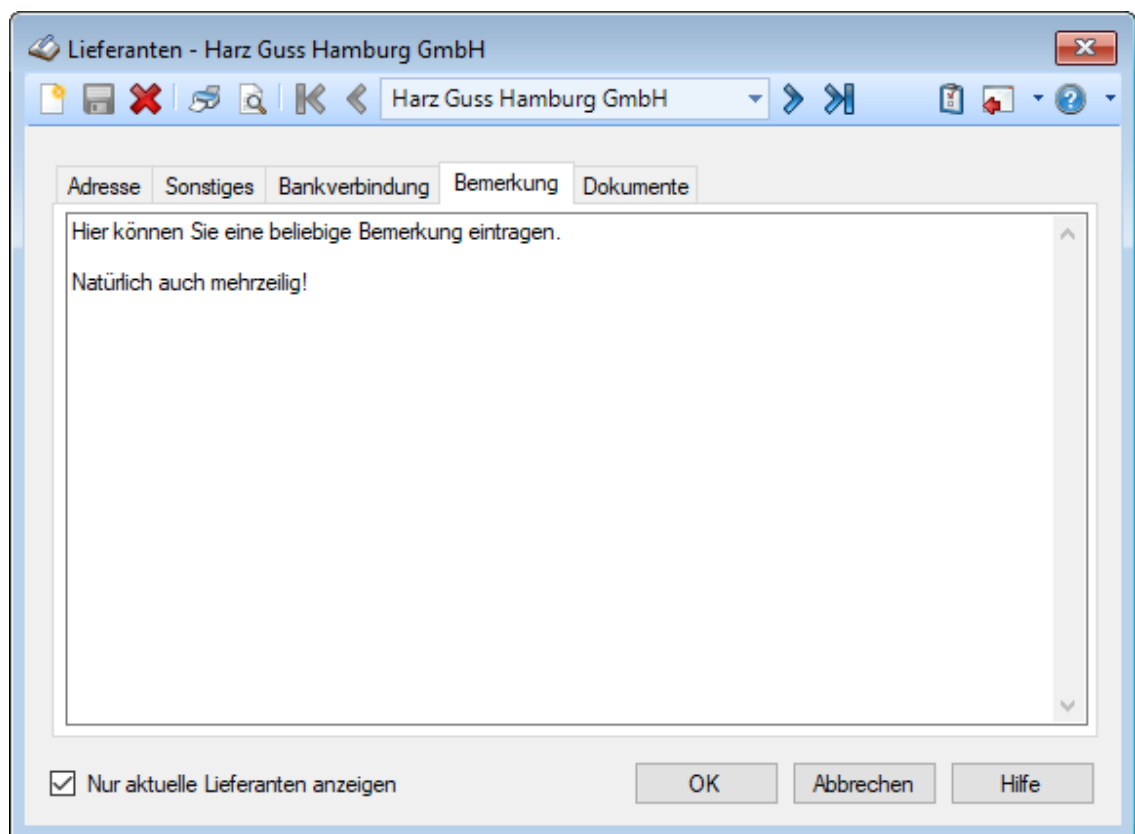 Lieferanten - Harz Guss Hamburg GmbH
Harz Guss Hamburg GmbH
Adresse Sonstiges Bankverbindung Bemerkung Dokumente
Hier können Sie eine beliebige Bemerkung eintragen.
Natürlich auch mehrzeilig!
Nur aktuelle Lieferanten anzeigen OK Abbrechen Hilfe